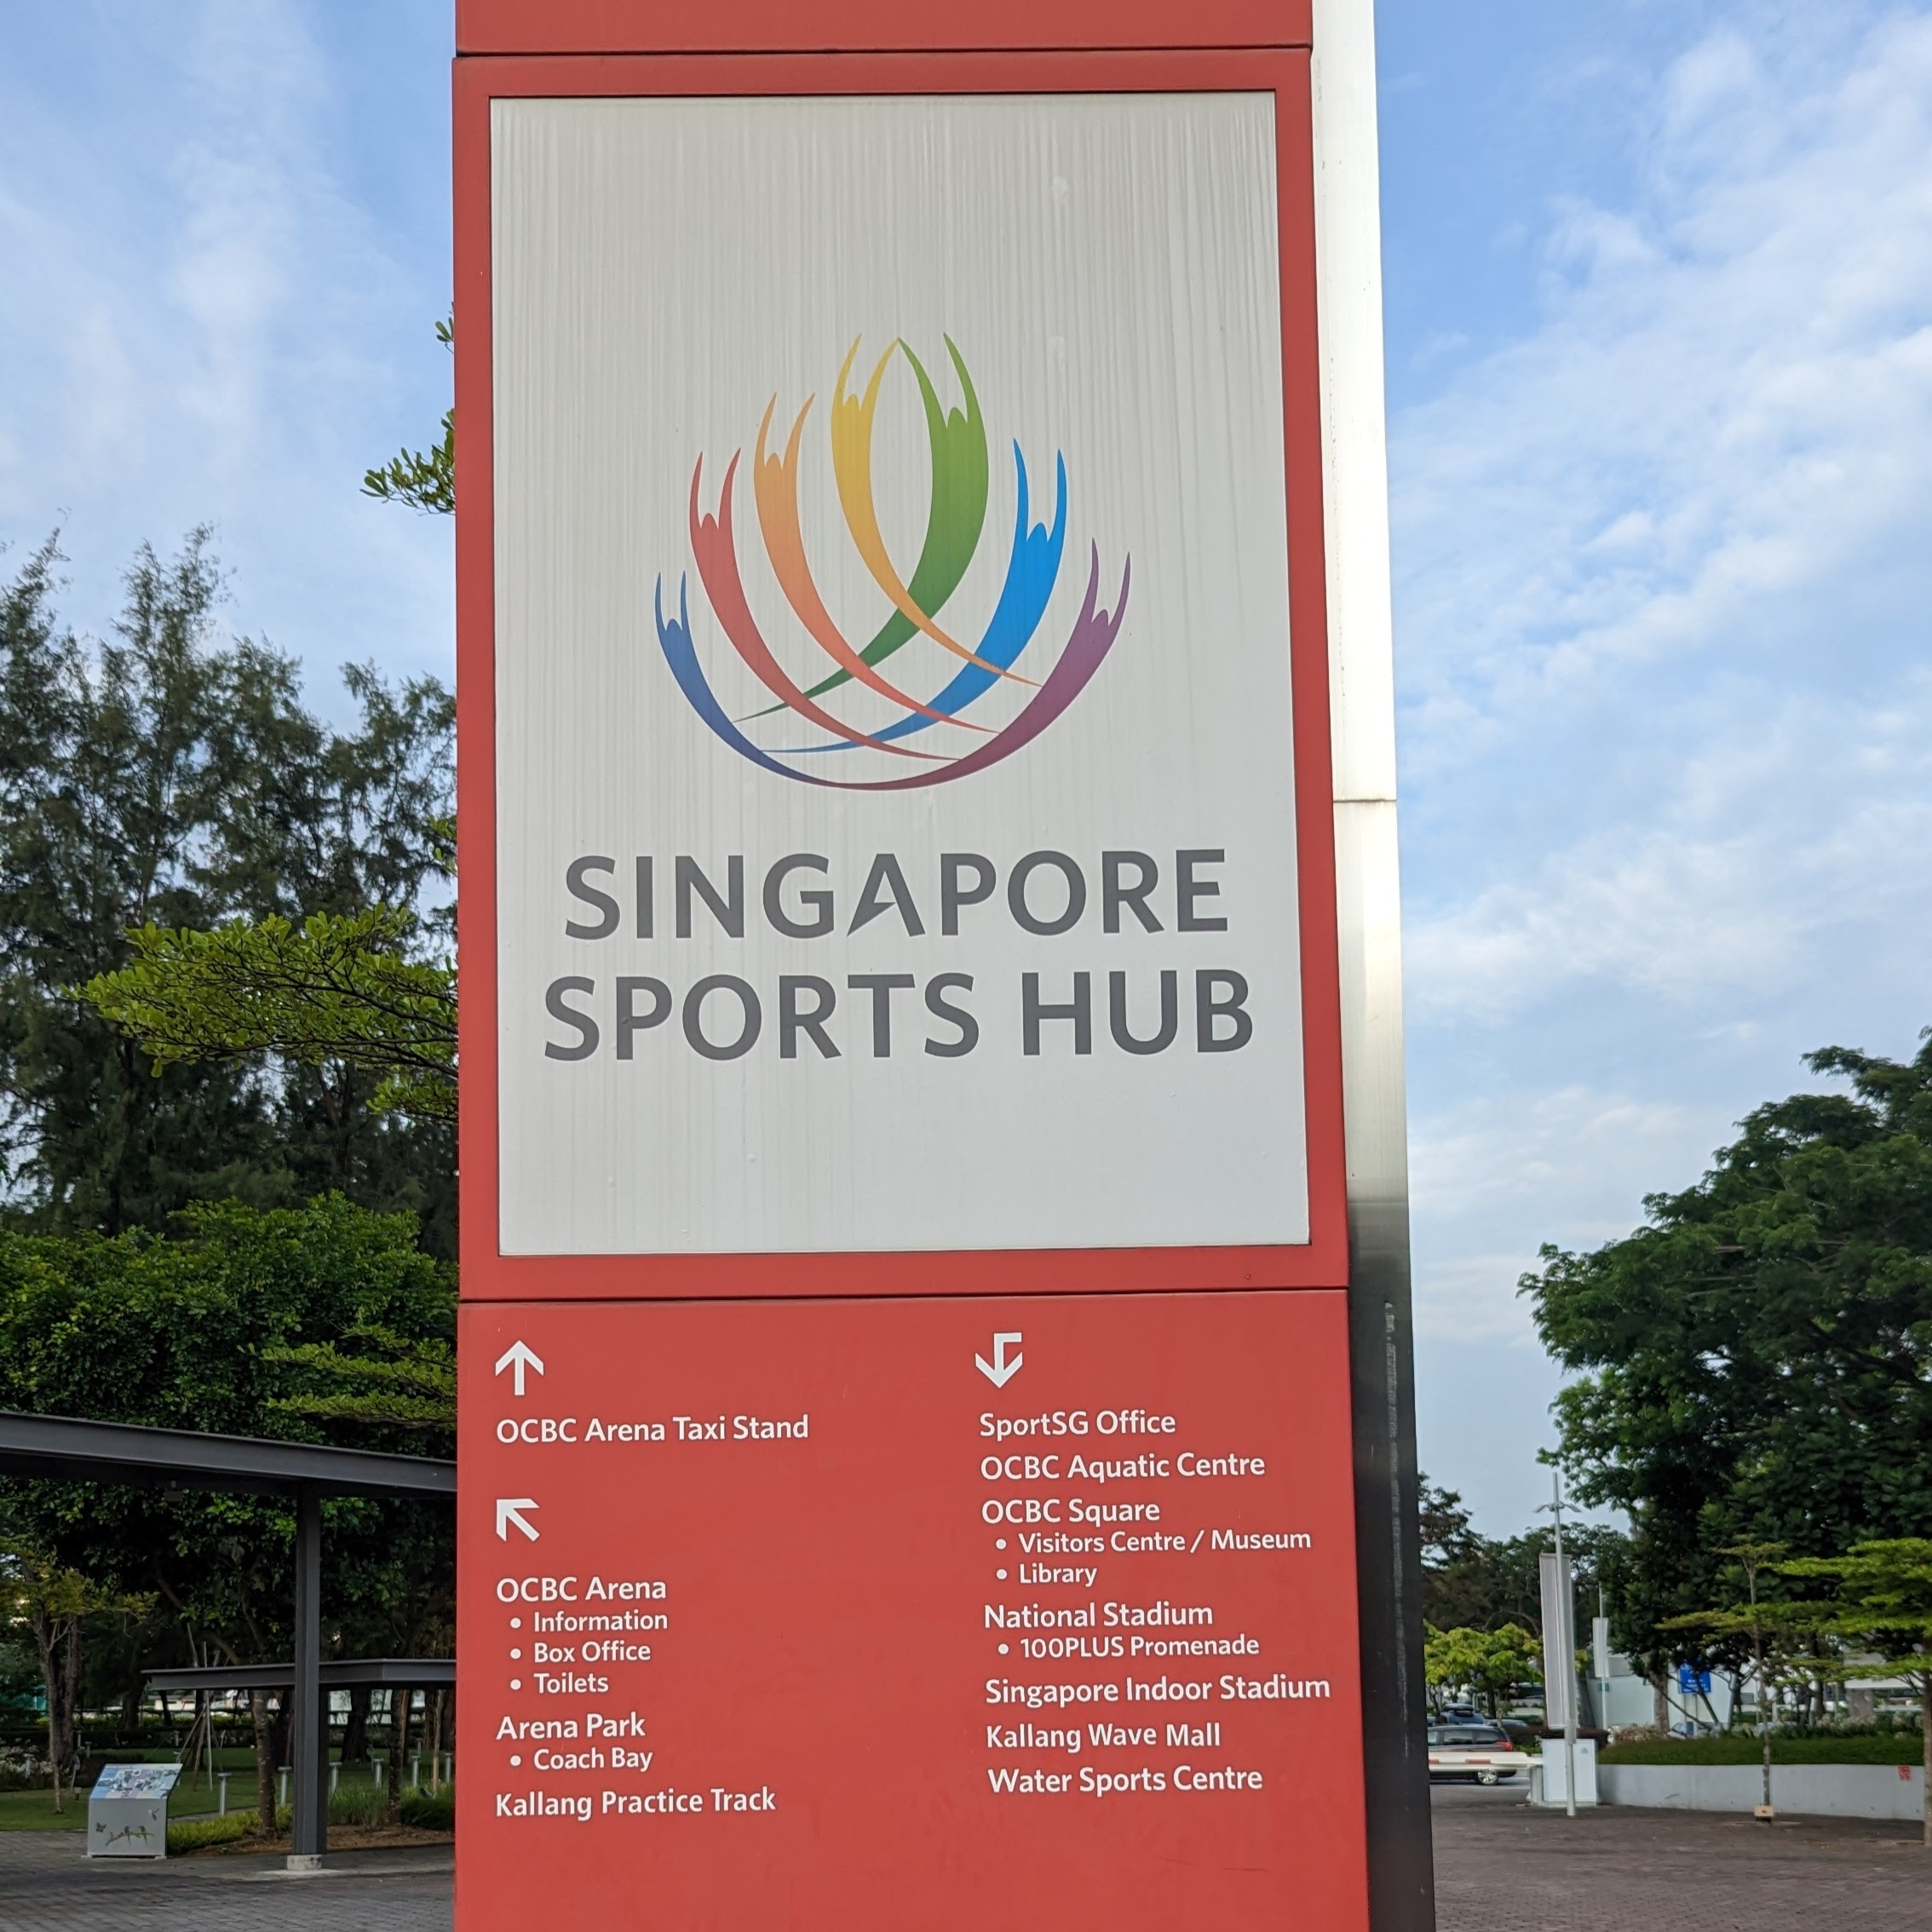 SINGAPORE
SPORTS HUB
OCBC Arena Taxi Stand
OCBC Arena
• Information
• Box Office
• Toilets
Arena Park
• Coach Bay
Kallang Practice Track
SportSG Office
OCBC Aquatic Centre
OCBC Square
• Visitors Centre / Museum
• Library
National Stadium
• 100PLUS Promenade
Singapore Indoor Stadium
Kallang Wave Mall
Water Sports Centre